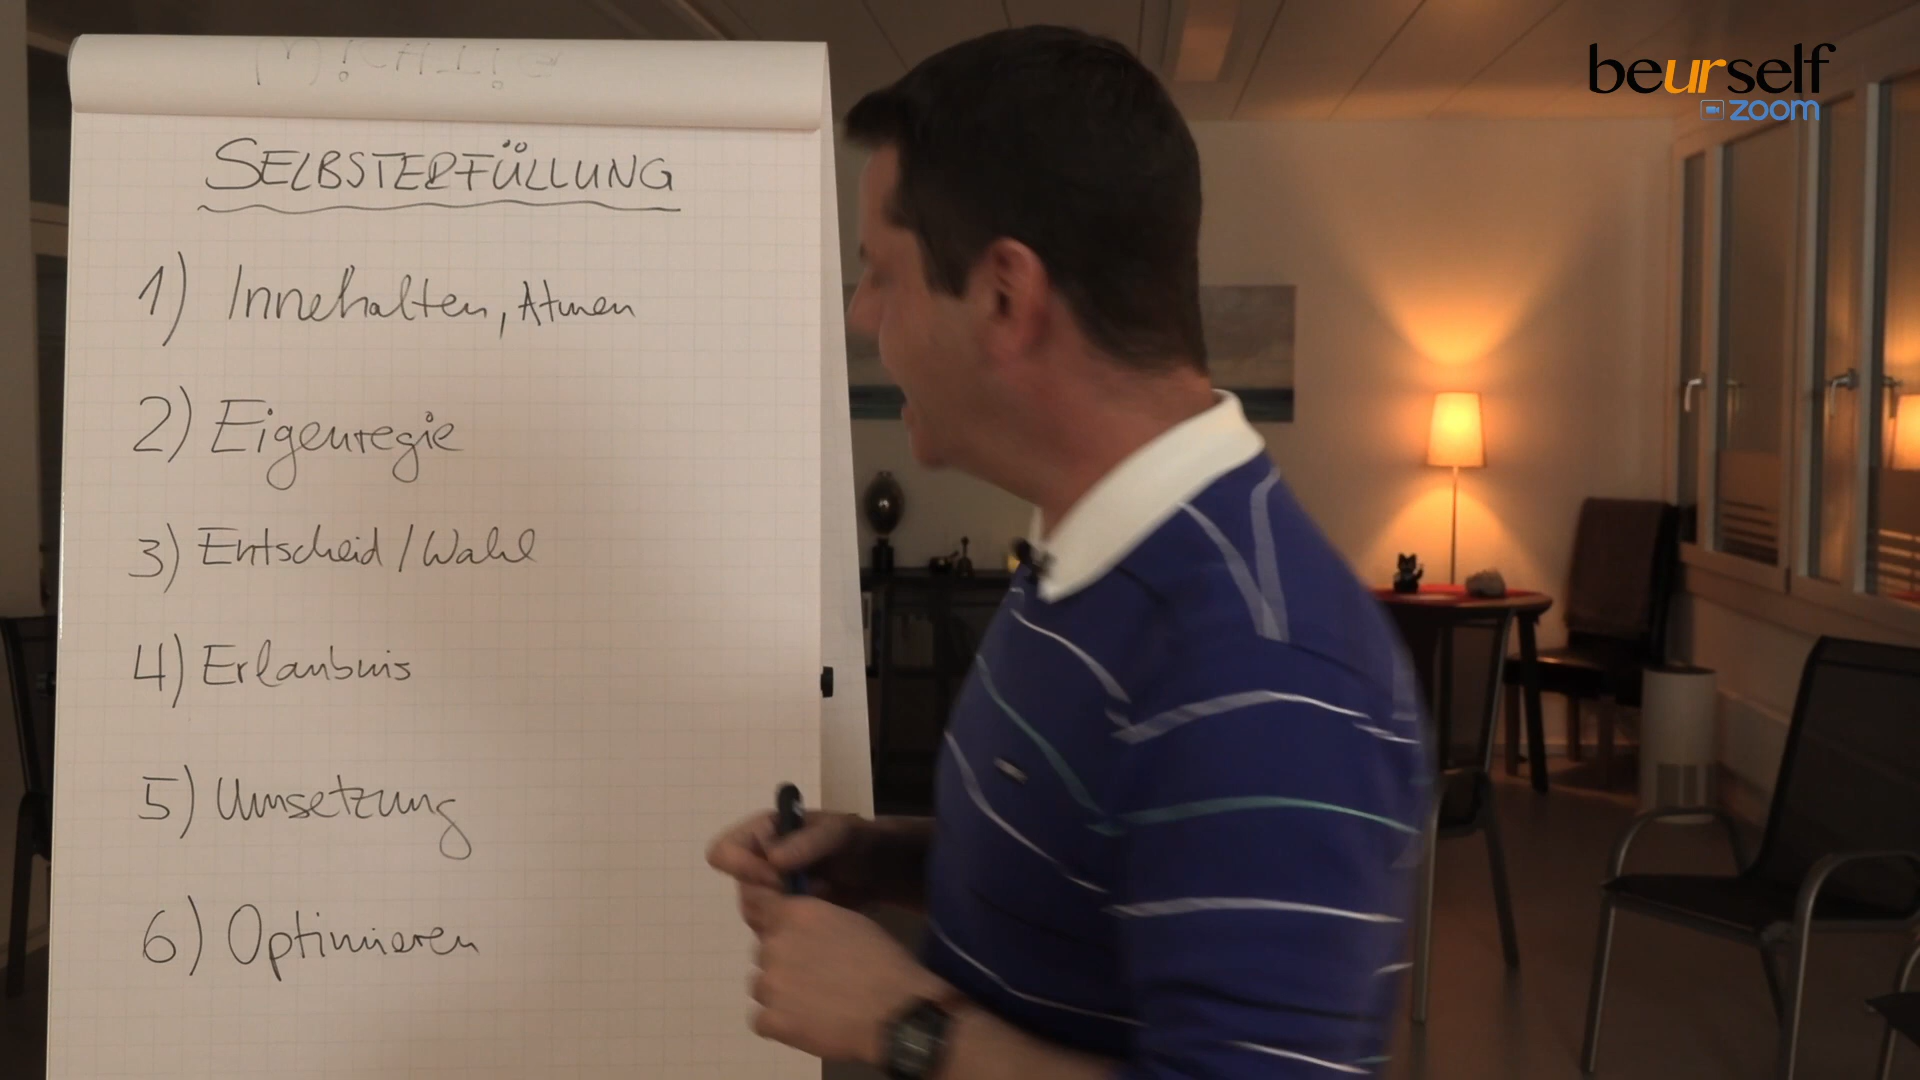 beurself
zoom
SELBSTERFÜLLUNG
1) Innehalten, Atmen
2) Eigenregie
3) Entscheid/Wahl
4) Erlaubnis
5) Umsetzung
6) Optimieren